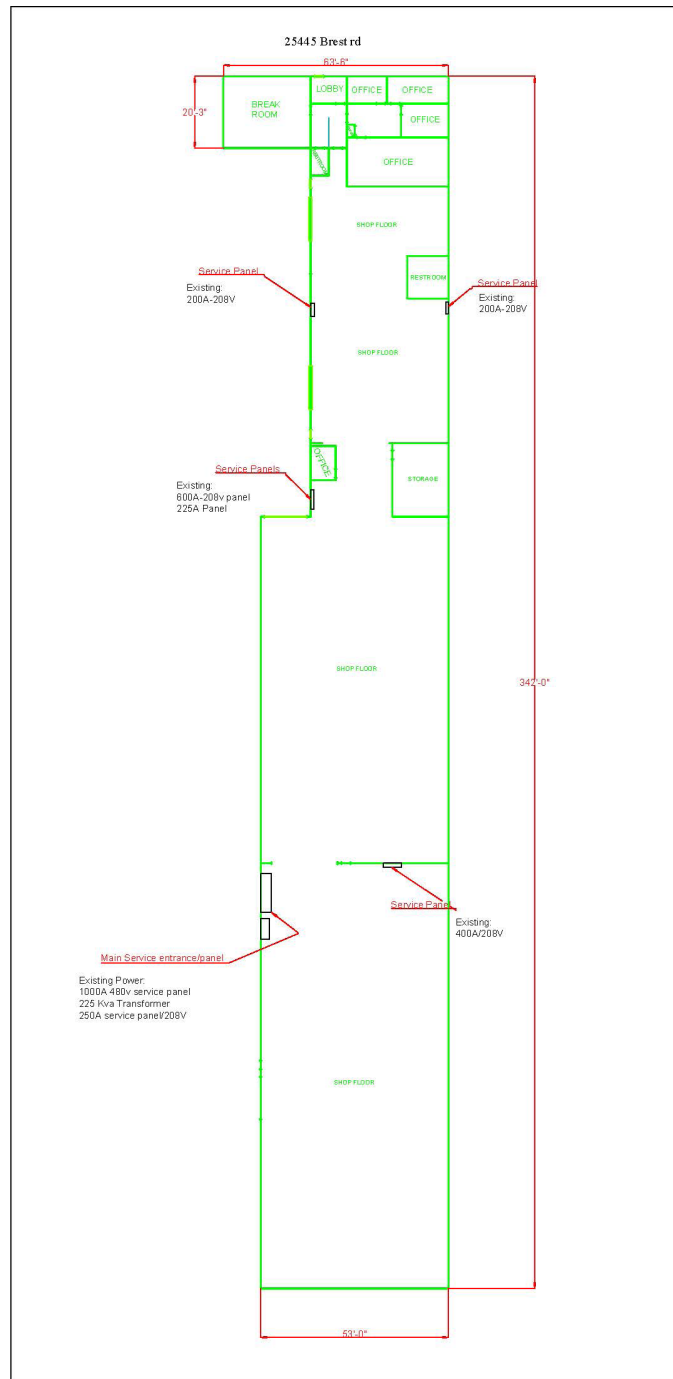 25445 Brest rd
63'-6"
LOBBY
OFFICE
OFFICE
BREAK
ROOM
20'-3"
OFFICE
OFFICE
SHOP FLOOR
Service Panel
RESTROOM
Service Panel
Existing:
200A-208V
Existing:
200A-208V
SHOP FLOOR
OFFICE
Service Panels
STORAGE
Existing:
600A-208v panel
225A Panel
SHOP FLOOR
342'-0"
Service Panel
Existing:
400A/208V
Main Service entrance/panel
Existing Power:
1000A 480v service panel
225 Kva Transformer
250A service panel/208V
SHOP FLOOR
53'-0"